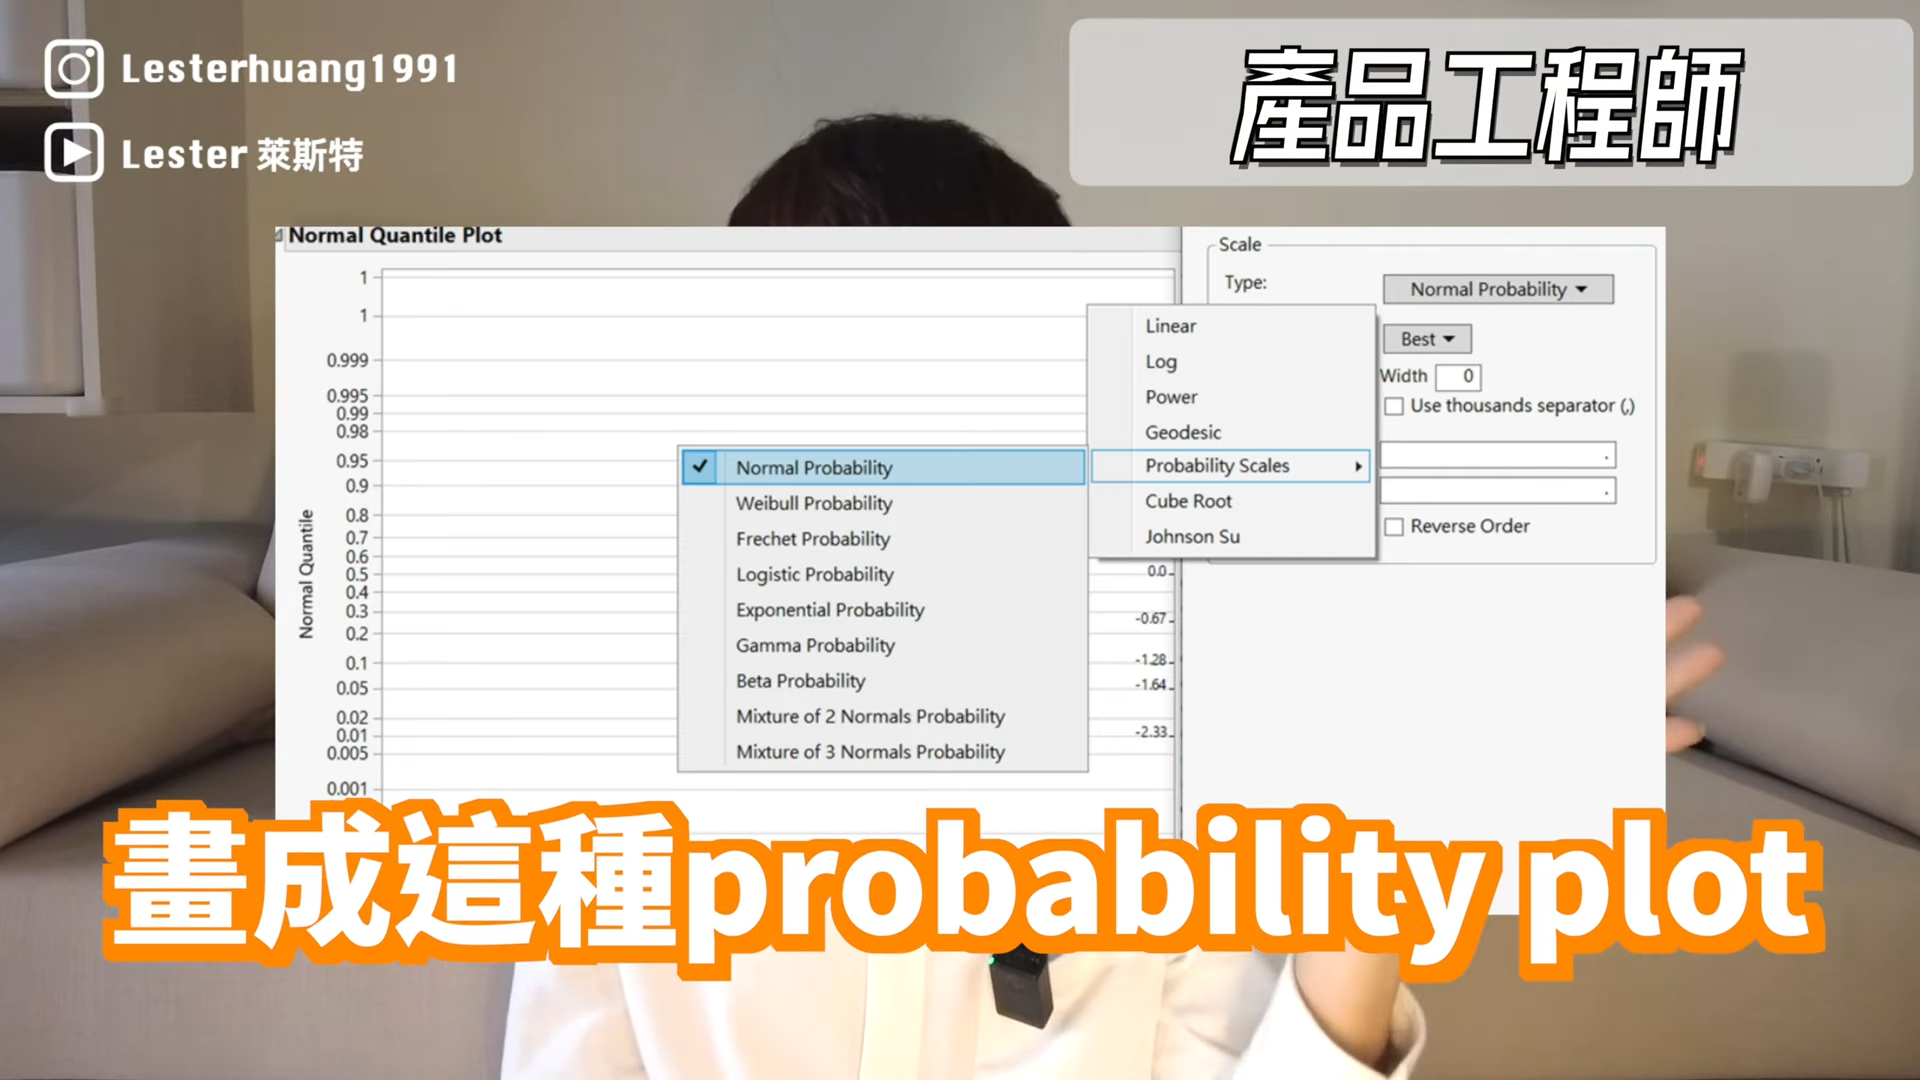 Lesterhuang1991
Lester 萊斯特
產品工程師
Normal Quantile Plot
1
1
0.999
0.995
0.99
0.98
0.95
0.9
0.8
0.7
0.6
0.5
0.4
0.3
0.2
0.1
0.05
0.02
0.01
0.005
0.001
Normal Quantile
Normal Probability
Weibull Probability
Frechet Probability
Logistic Probability
Exponential Probability
Gamma Probability
Beta Probability
Mixture of 2 Normals Probability
Mixture of 3 Normals Probability
Linear
Log
Power
Geodesic
Probability Scales
Cube Root
Johnson Su
0.0
-0.67
-1.28
-1.64
-2.33
Scale
Type:
Normal Probability
Best
Width 0
Use thousands separator (,)
.
.
Reverse Order
畫成這種probability plot